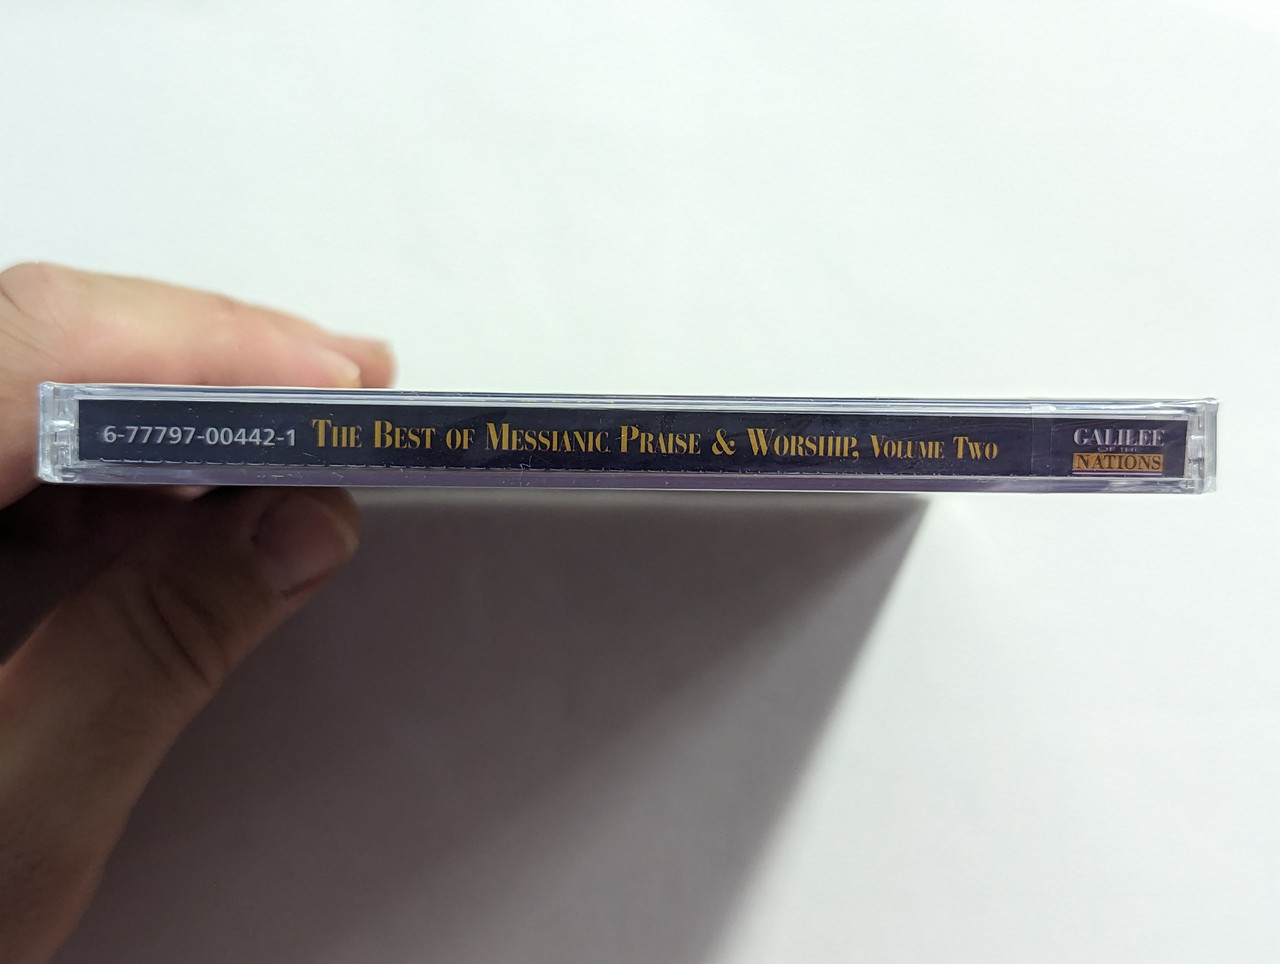 6-77797-00442-1 THE BEST OF MESSIANIC PRAISE & WORSHIP, VOLUME TWO
GALILEE
OF THE
NATIONS